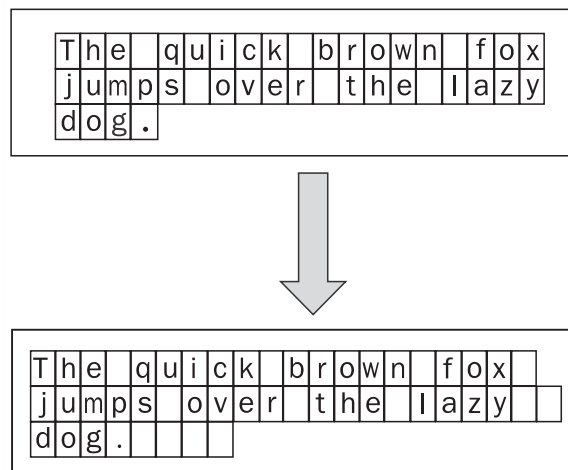 The quick brown fox
jumps over the lazy
dog.
The quick brown fox
jumps over the lazy
dog.